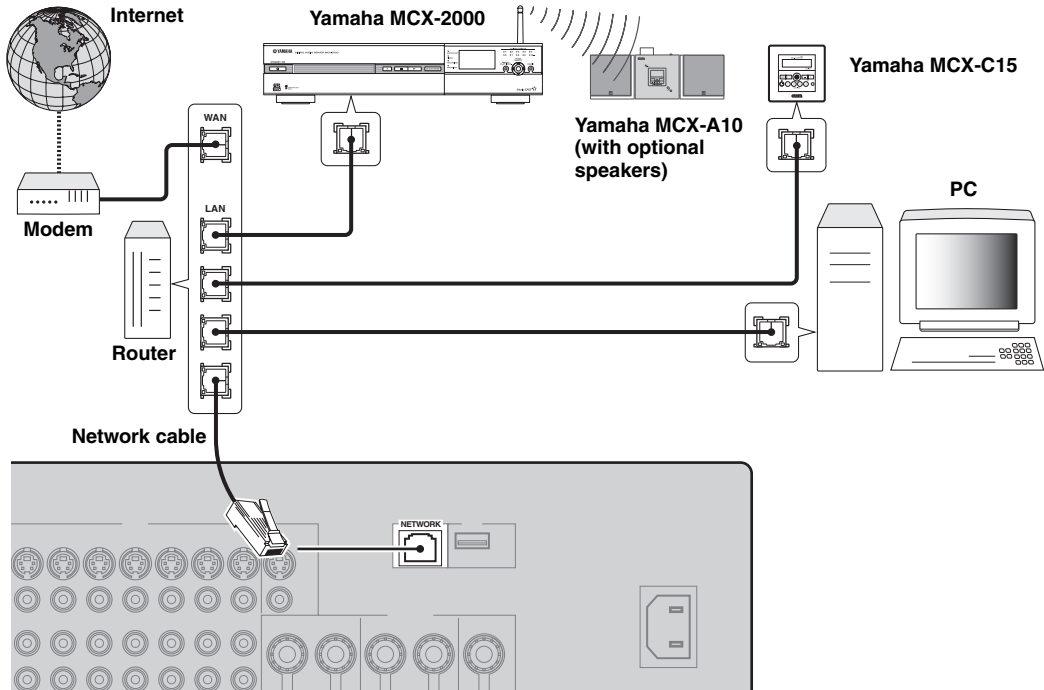 Internet
Yamaha MCX-2000
YAMAHA
Yamaha MCX-C15
Yamaha MCX-A10
(with optional
speakers)
WAN
PC
LAN
Modem
Router
Network cable
NETWORK